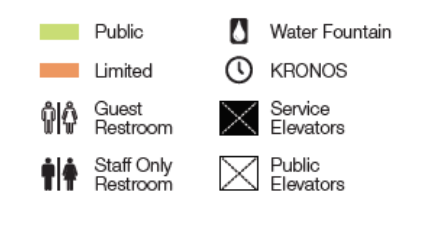 Public
Limited
Guest
Restroom
Staff Only
Restroom
Water Fountain
KRONOS
Service
Elevators
Public
Elevators